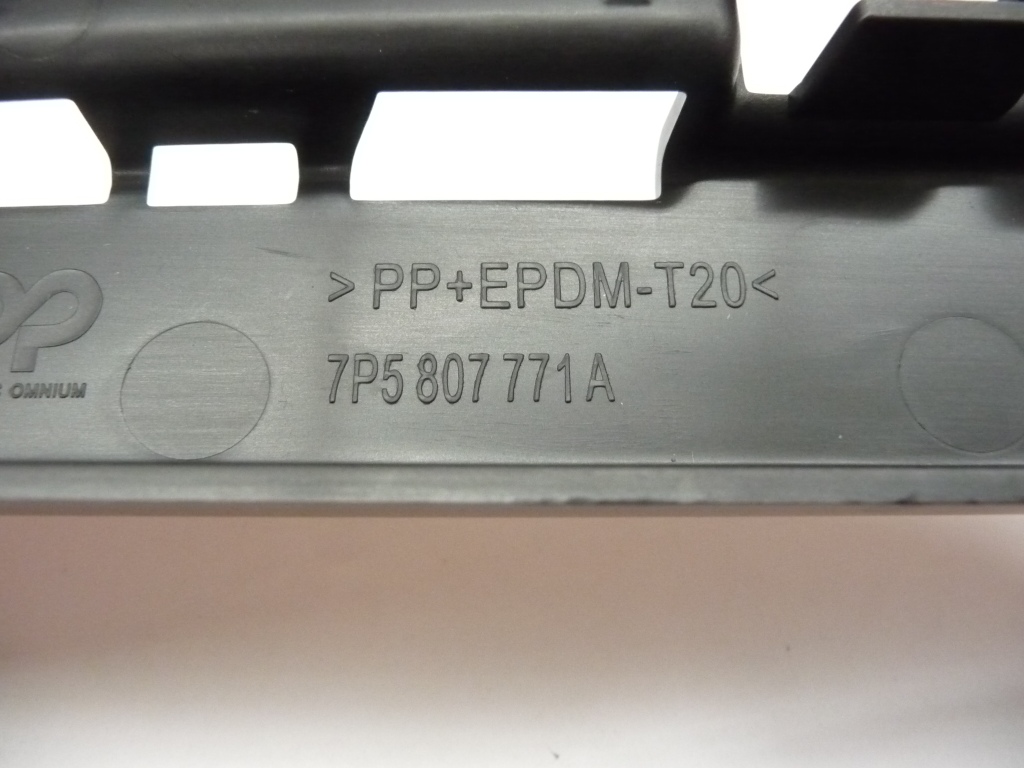 >PP+EPDM-T20<
7P5 807 771 A
OMNIUM